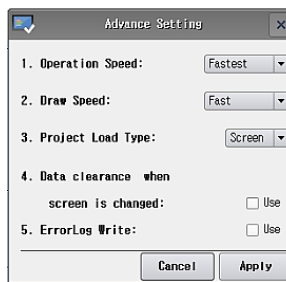 Advance Setting
1. Operation Speed: Fastest
2. Draw Speed: Fast
3. Project Load Type: Screen
4. Data clearance when
screen is changed: Use
5. ErrorLog Write: Use
Cancel Apply